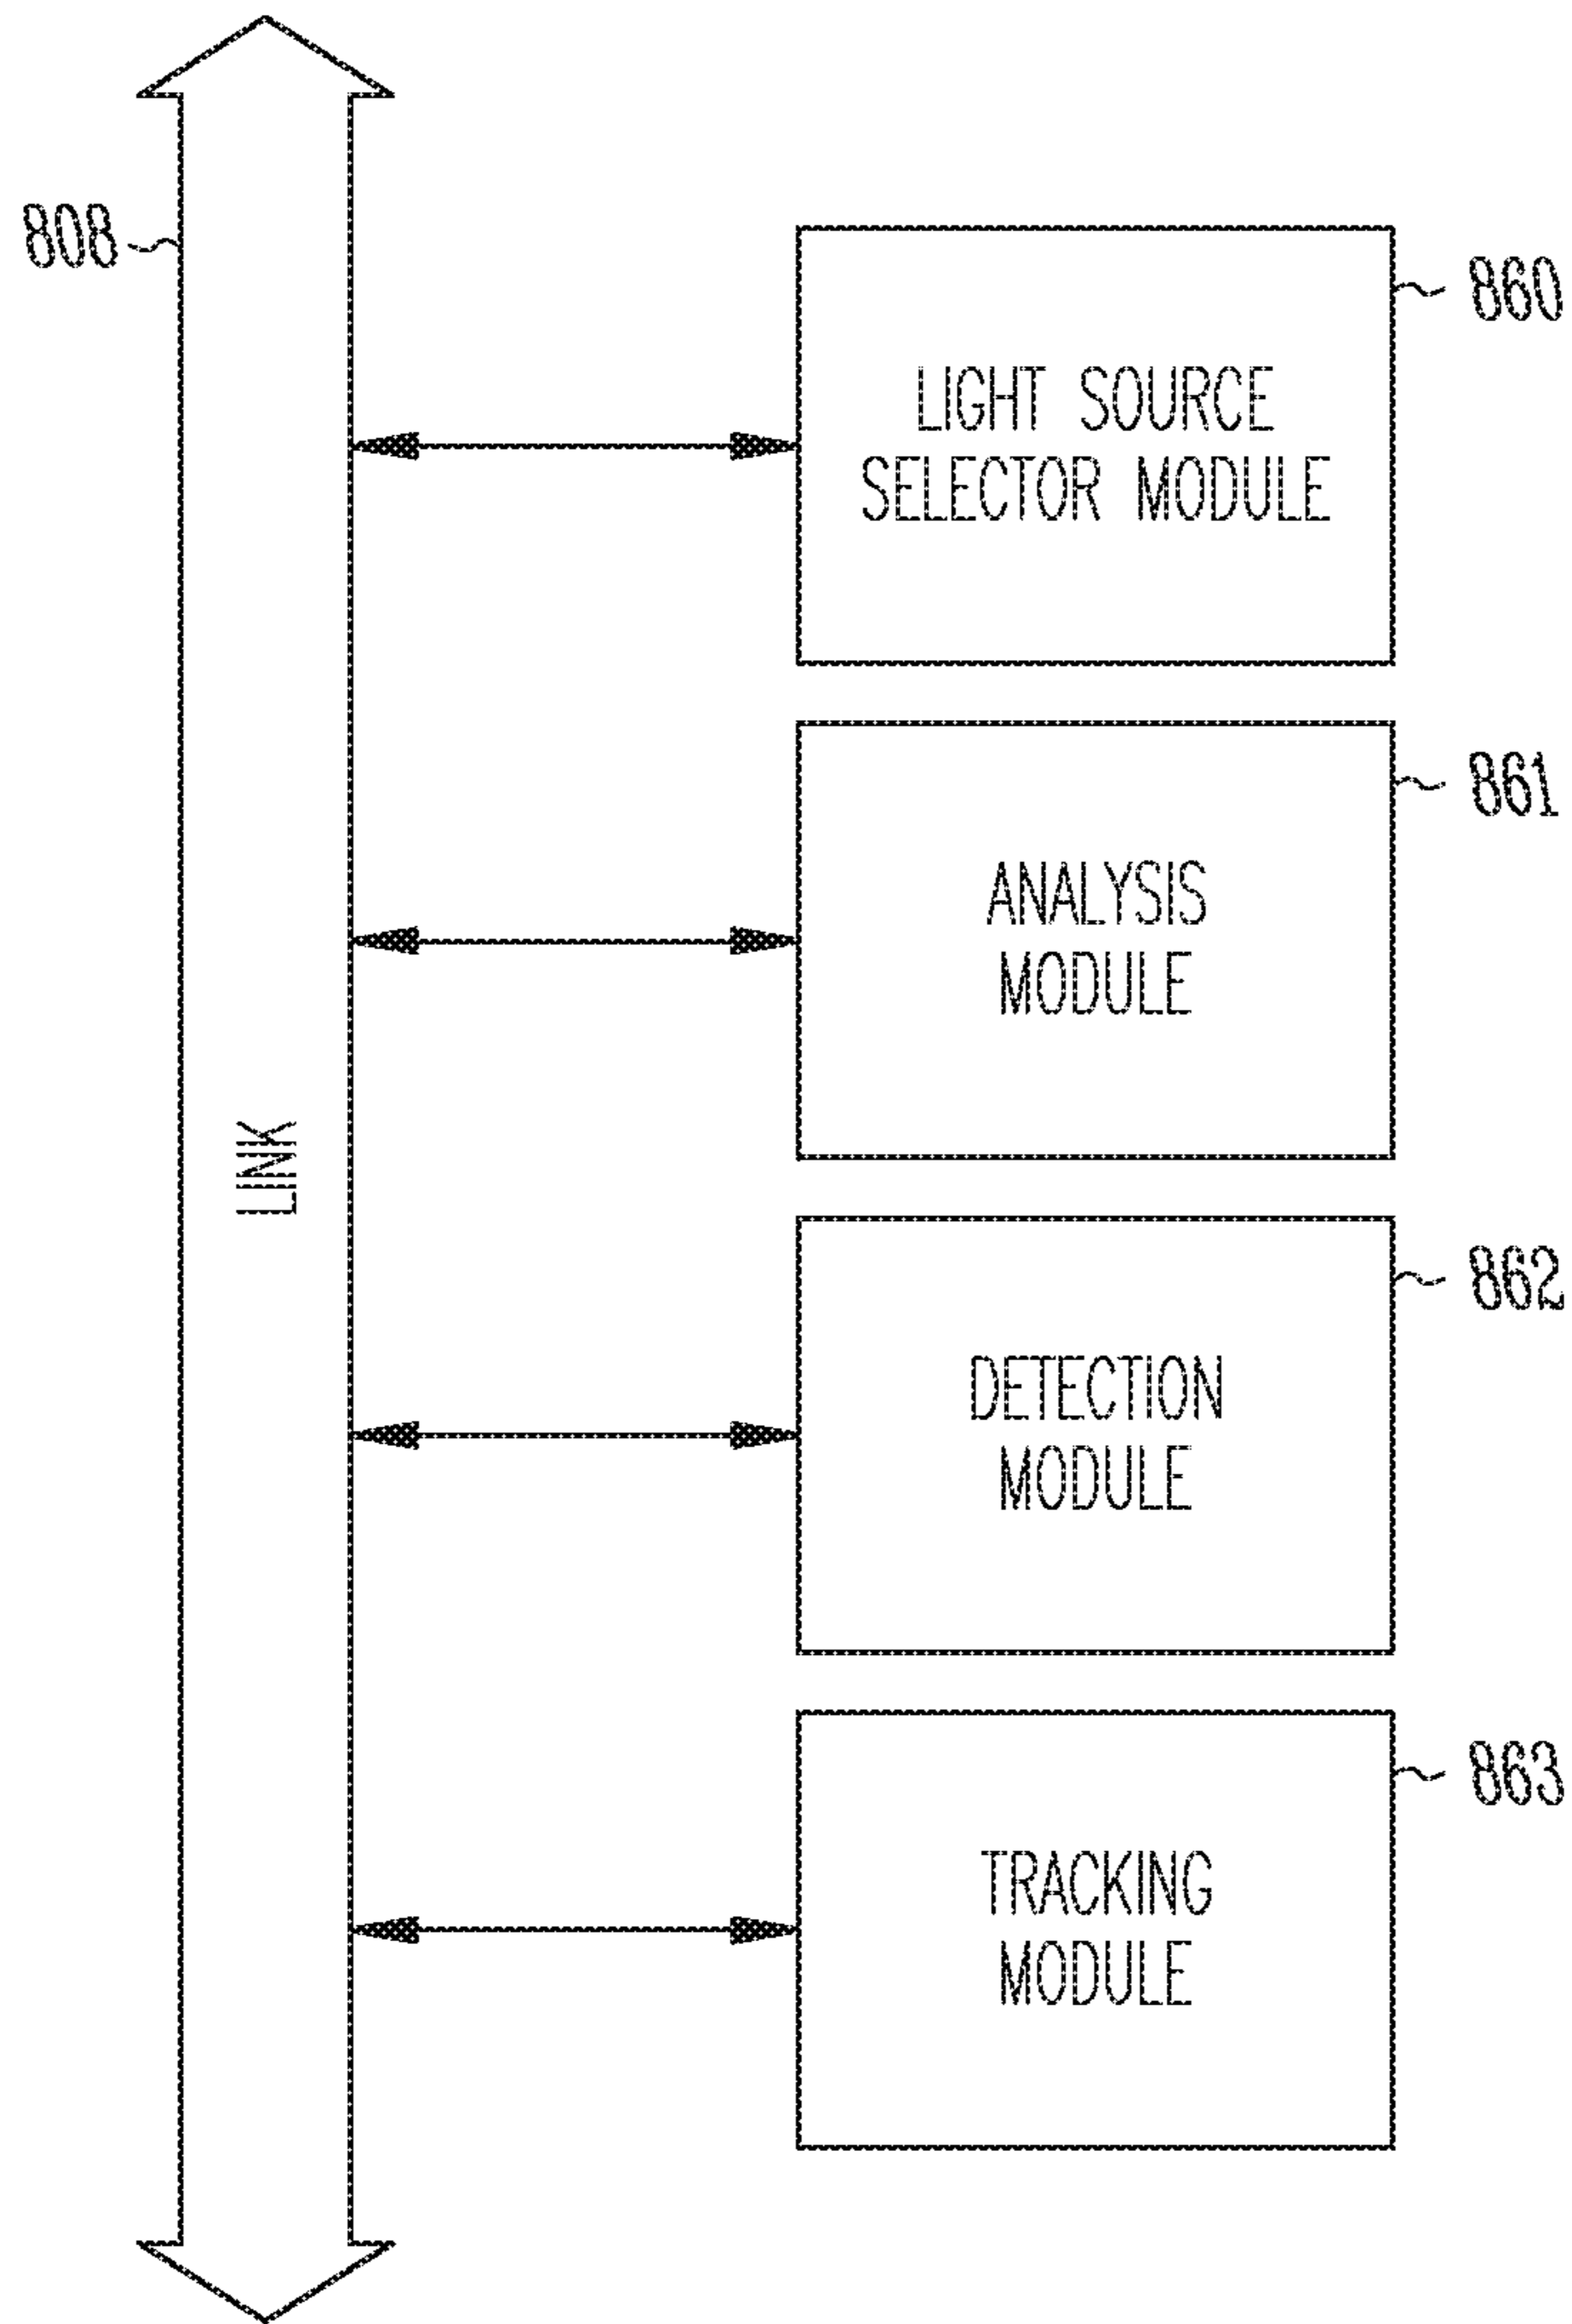 808
860
LIGHT SOURCE
SELECTOR MODULE
861
ANALYSIS
MODULE
LINK
862
DETECTION
MODULE
863
TRACKING
MODULE